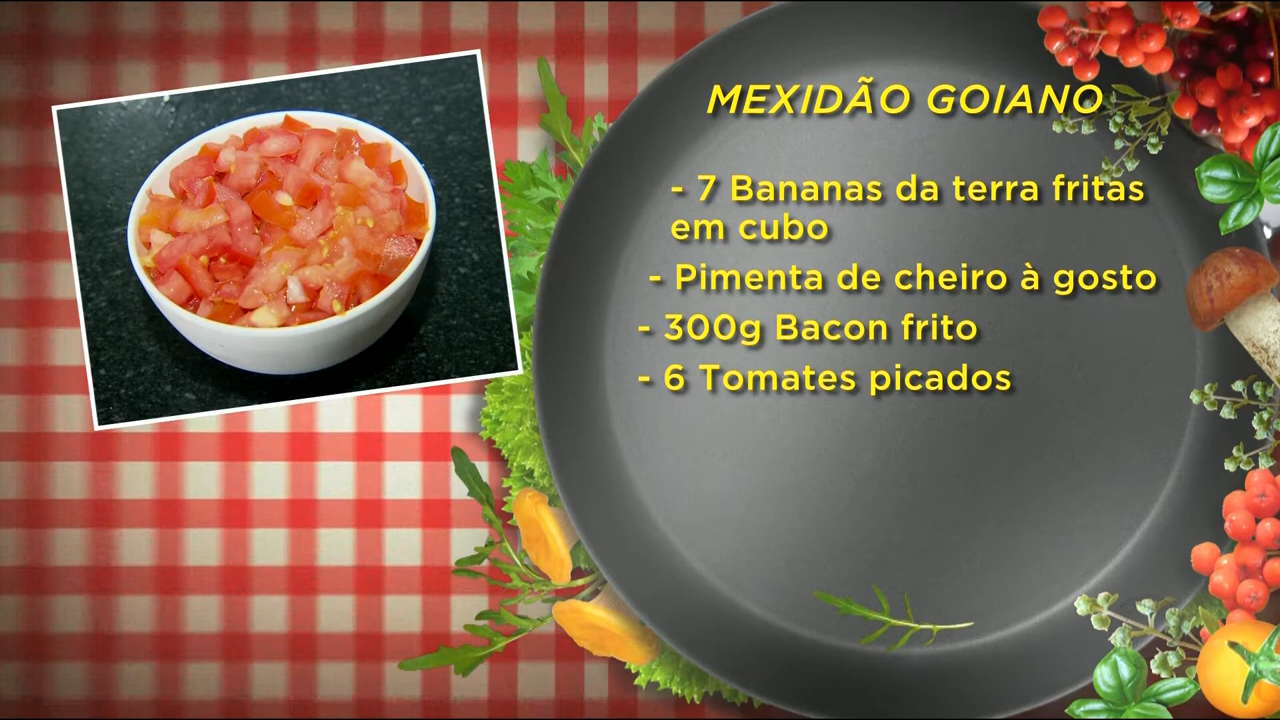 MEXIDÃO GOIANO
- 7 Bananas da terra fritas
em cubo
- Pimenta de cheiro à gosto
- 300g Bacon frito
- 6 Tomates picados